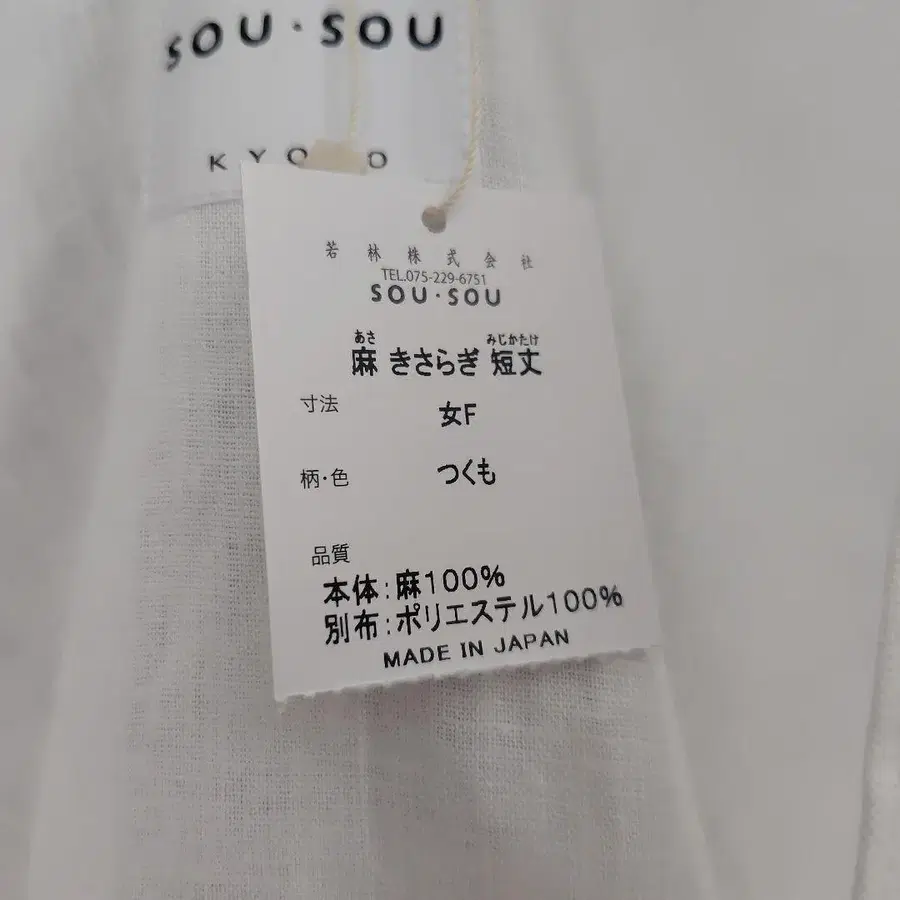 SOU・SOU
KYOTO
若林株式会社
TEL.075-229-6751
SOU・SOU
あさ みじかたけ
麻 きさらぎ 短丈
寸法 女F
柄・色 つくも
品質
本体:麻100%
別布:ポリエステル100%
MADE IN JAPAN